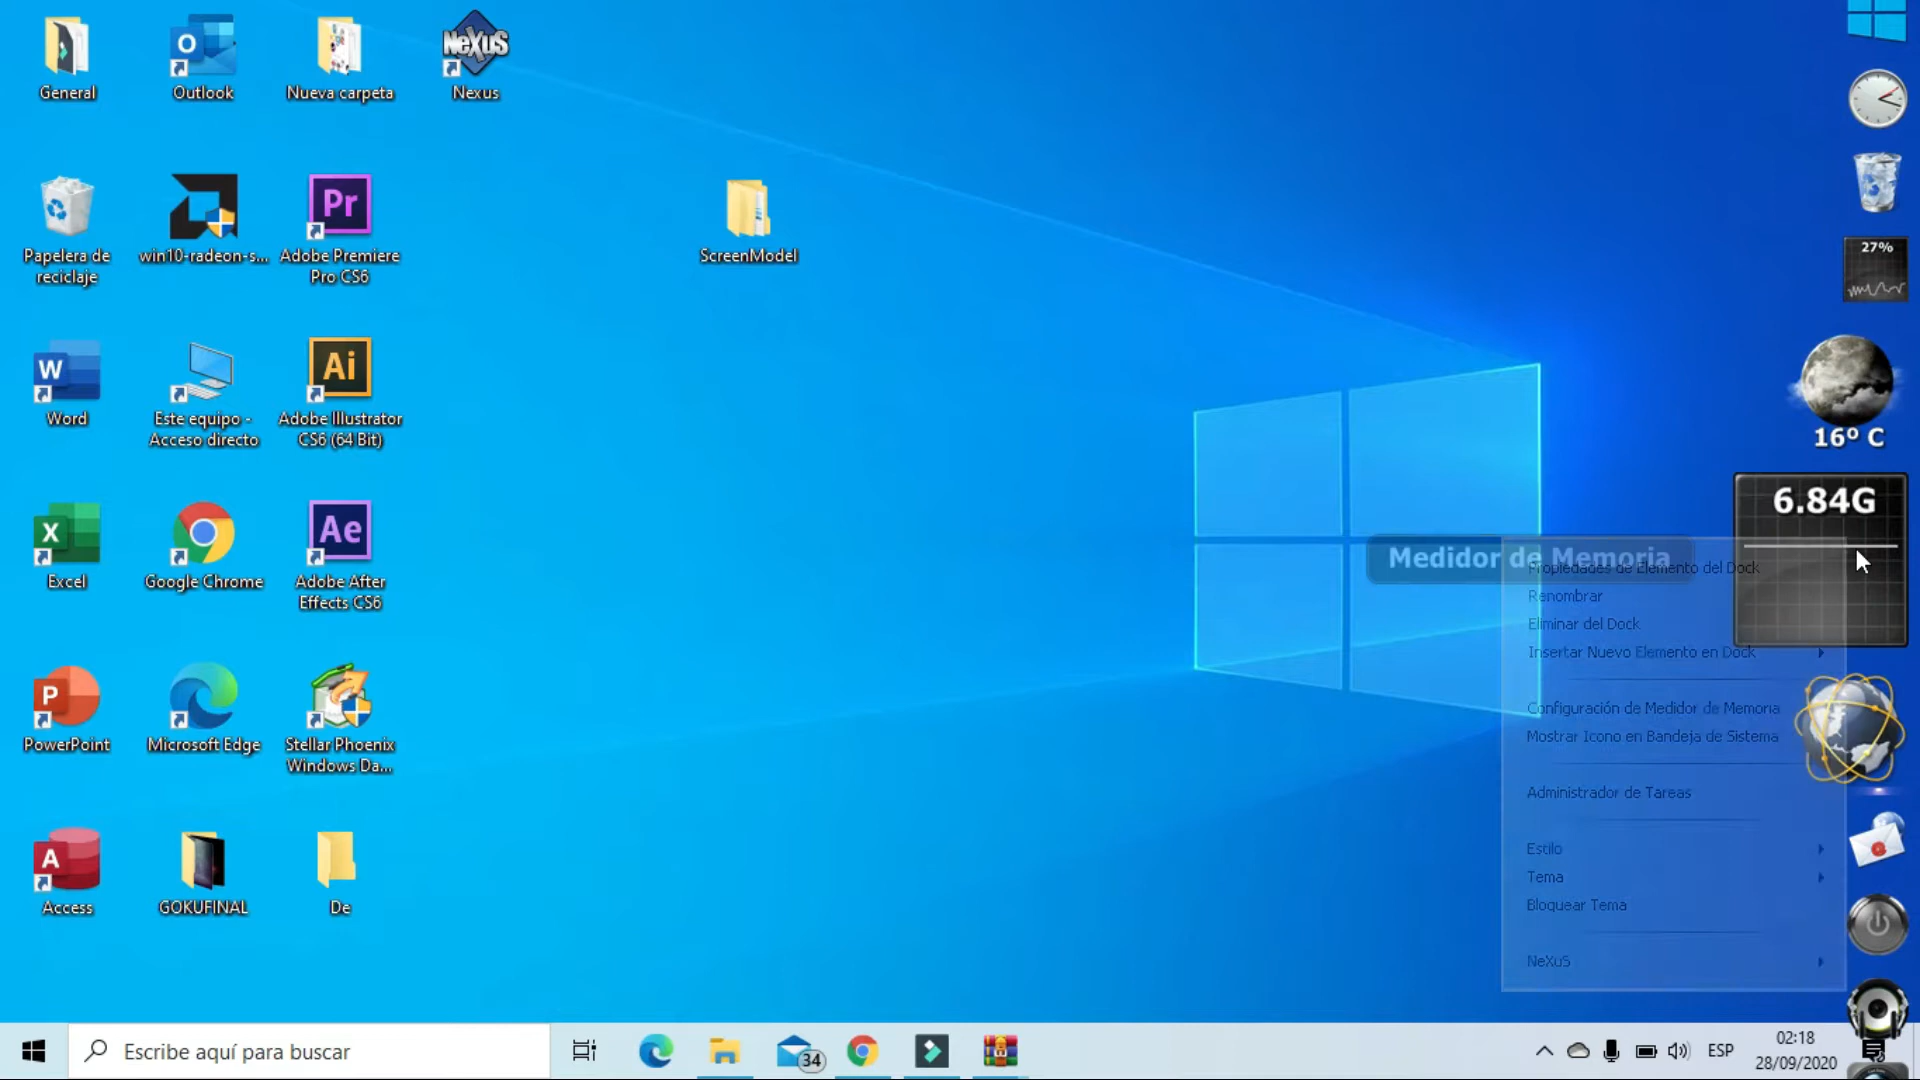 General
Outlook
Nueva carpeta
NeXuS
Nexus
Papelera de
reciclaje
win10-radeon-s...
Pr
Adobe Premiere
Pro CS6
ScreenModel
27%
W
Word
Este equipo -
Acceso directo
Ai
Adobe Illustrator
CS6 (64 Bit)
16º C
X
Excel
Google Chrome
Ae
Adobe After
Effects CS6
6.84G
Medidor de Memoria
Propiedades de Elemento del Dock
Renombrar
Eliminar del Dock
Insertar Nuevo Elemento en Dock
Configuración de Medidor de Memoria
Mostrar Icono en Bandeja de Sistema
Administrador de Tareas
Estilo
Tema
Bloquear Tema
NeXuS
P
PowerPoint
Microsoft Edge
Stellar Phoenix
Windows Da...
A
Access
GOKUFINAL
De
Escribe aquí para buscar
34
ESP
02:18
28/09/2020